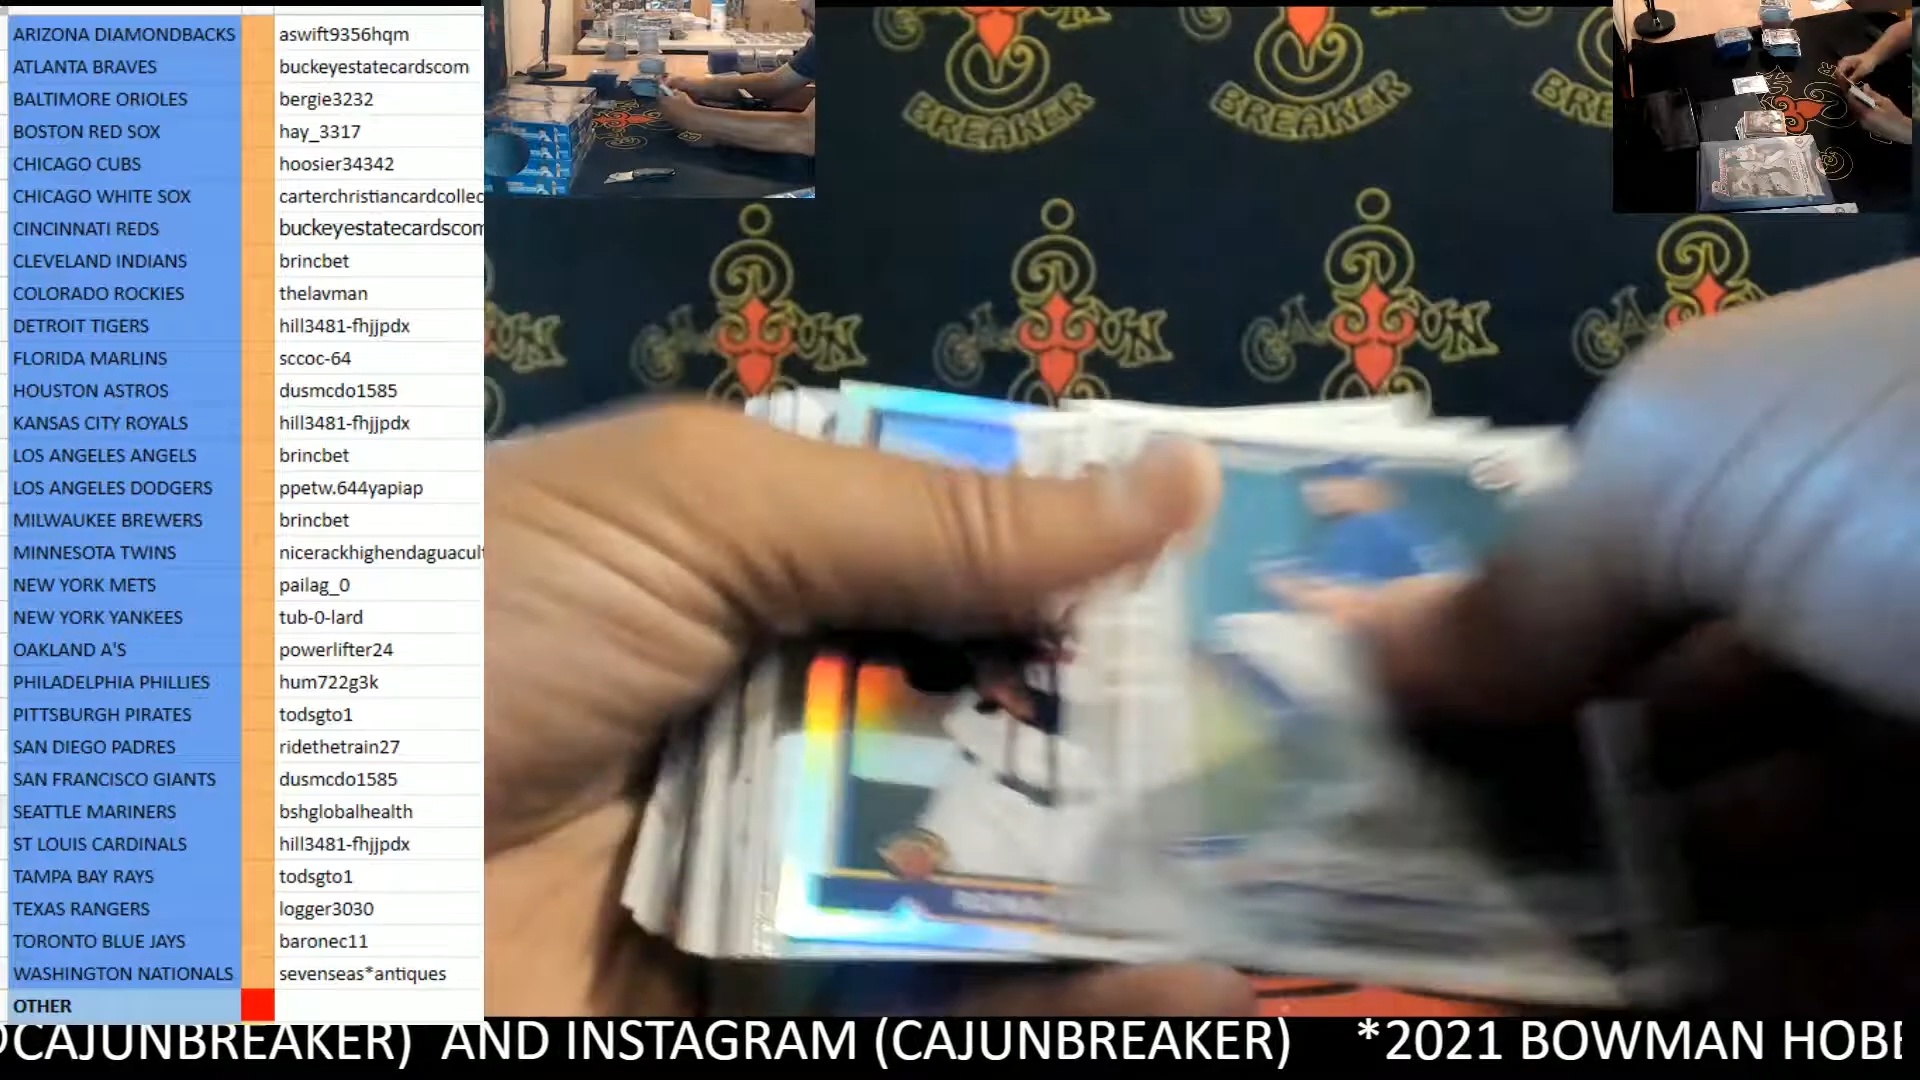 ARIZONA DIAMONDBACKS aswift9356hqm
ATLANTA BRAVES buckeyestatecardscom
BALTIMORE ORIOLES bergie3232
BOSTON RED SOX hay_3317
CHICAGO CUBS hoosier34342
CHICAGO WHITE SOX carterchristiancardcollec
CINCINNATI REDS buckeyestatecardscom
CLEVELAND INDIANS brincbet
COLORADO ROCKIES thelavman
DETROIT TIGERS hill3481-fhjjpdx
FLORIDA MARLINS sccoc-64
HOUSTON ASTROS dusmcdo1585
KANSAS CITY ROYALS hill3481-fhjjpdx
LOS ANGELES ANGELS brincbet
LOS ANGELES DODGERS ppetw.644yapiap
MILWAUKEE BREWERS brincbet
MINNESOTA TWINS nicerackhighendaguacult
NEW YORK METS pailag_0
NEW YORK YANKEES tub-0-lard
OAKLAND A'S powerlifter24
PHILADELPHIA PHILLIES hum722g3k
PITTSBURGH PIRATES todsgto1
SAN DIEGO PADRES ridethetrain27
SAN FRANCISCO GIANTS dusmcdo1585
SEATTLE MARINERS bshglobalhealth
ST LOUIS CARDINALS hill3481-fhjjpdx
TAMPA BAY RAYS todsgto1
TEXAS RANGERS logger3030
TORONTO BLUE JAYS baronec11
WASHINGTON NATIONALS sevenseas*antiques
OTHER
BREAKER
BREAKER
BRE
@CAJUNBREAKER) AND INSTAGRAM (CAJUNBREAKER) *2021 BOWMAN HOBB